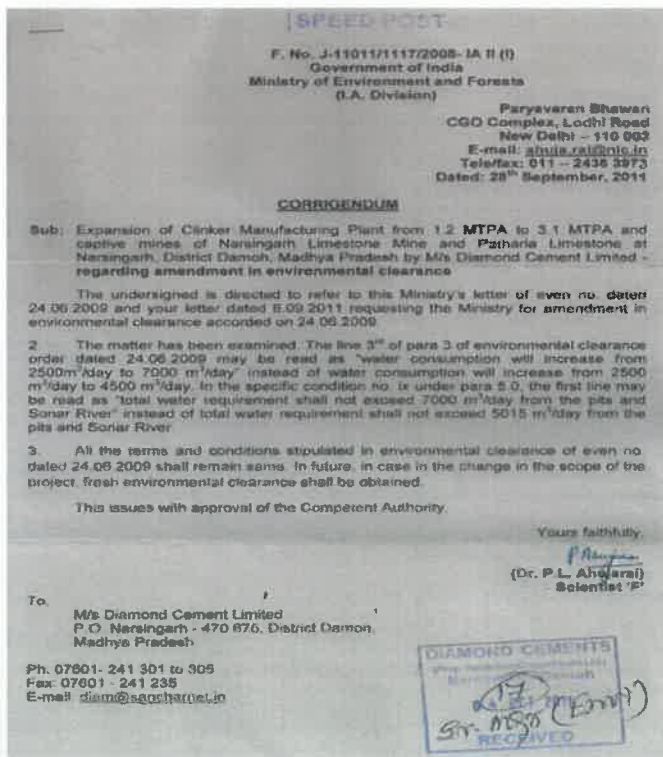 SPEED POST
F. No. J-11011/1117/2008- IA II (I)
Government of India
Ministry of Environment and Forests
(I.A. Division)
Paryavaran Bhawan
CGO Complex, Lodhi Road
New Delhi – 110 003
E-mail: ahuja.rai@nic.in
Tele/fax: 011 – 2436 3973
Dated: 28th September, 2011
CORRIGENDUM
Sub: Expansion of Clinker Manufacturing Plant from 1.2 MTPA to 3.1 MTPA and
captive mines of Narsingarh Limestone Mine and Patharia Limestone at
Narsingarh, District Damoh, Madhya Pradesh by M/s Diamond Cement Limited -
regarding amendment in environmental clearance
The undersigned is directed to refer to this Ministry's letter of even no. dated
24.06.2009 and your letter dated 6.09.2011 requesting the Ministry for amendment in
environmental clearance accorded on 24.06.2009
2. The matter has been examined. The line 3rd of para 3 of environmental clearance
order dated 24.06.2009 may be read as "water consumption will increase from
2500m³/day to 7000 m³/day" instead of water consumption will increase from 2500
m³/day to 4500 m³/day. In the specific condition no. ix under para 5.0, the first line may
be read as "total water requirement shall not exceed 7000 m³/day from the pits and
Sonar River" instead of total water requirement shall not exceed 5015 m³/day from the
pits and Sonar River
3. All the terms and conditions stipulated in environmental clearance of even no.
dated 24.06.2009 shall remain same. In future, in case in the change in the scope of the
project, fresh environmental clearance shall be obtained.
This issues with approval of the Competent Authority.
Yours faithfully,
(Dr. P.L. Ahujarai)
Scientist 'F'
To,
M/s Diamond Cement Limited
P.O. Narsingarh - 470 675, District Damoh,
Madhya Pradesh
Ph. 07601- 241 301 to 305
Fax: 07601 - 241 235
E-mail: diam@sancharnet.in
DIAMOND CEMENTS
17
Sr. Mgr (Env)
RECEIVED